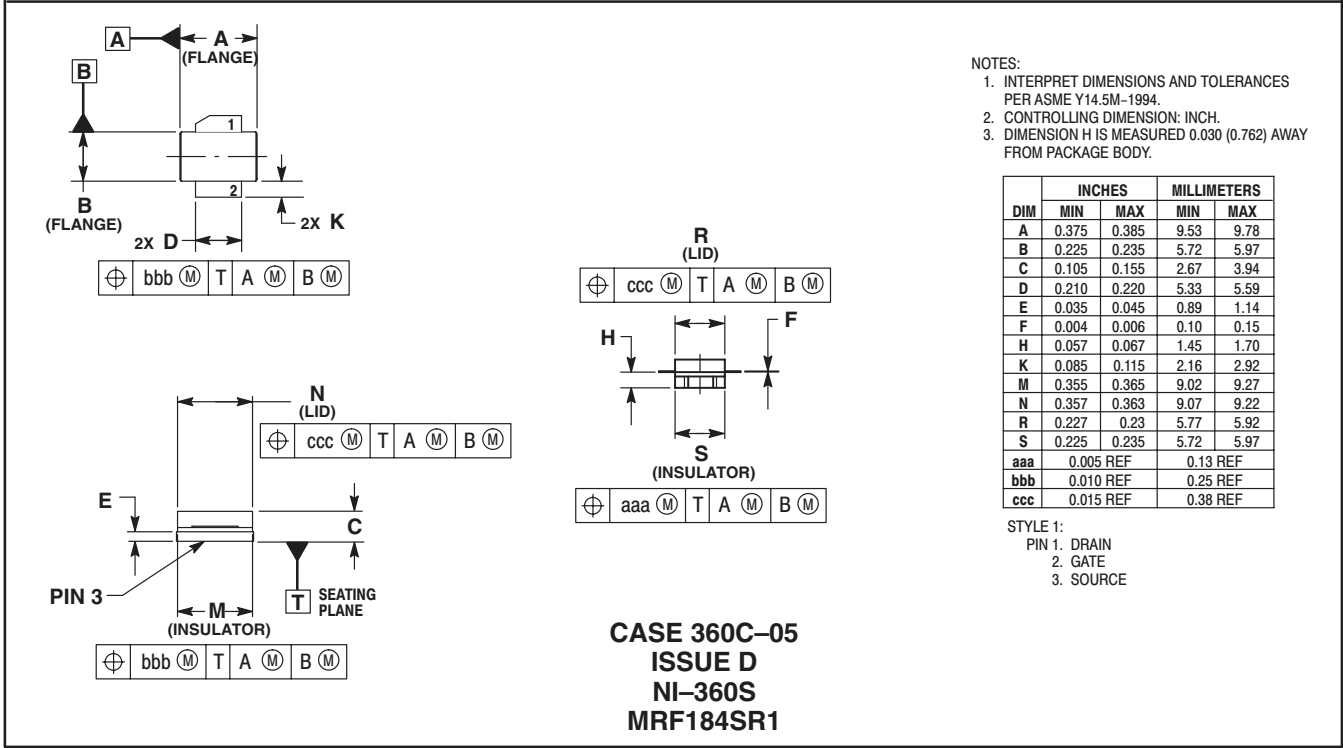 A
A
(FLANGE)
B
1
2
B
(FLANGE)
2X K
2X D
⌖ bbb Ⓜ T A Ⓜ B Ⓜ
N
(LID)
⌖ ccc Ⓜ T A Ⓜ B Ⓜ
E
C
PIN 3
T SEATING
PLANE
M
(INSULATOR)
⌖ bbb Ⓜ T A Ⓜ B Ⓜ
R
(LID)
⌖ ccc Ⓜ T A Ⓜ B Ⓜ
H
F
S
(INSULATOR)
⌖ aaa Ⓜ T A Ⓜ B Ⓜ
CASE 360C–05
ISSUE D
NI–360S
MRF184SR1
NOTES:
1. INTERPRET DIMENSIONS AND TOLERANCES
PER ASME Y14.5M–1994.
2. CONTROLLING DIMENSION: INCH.
3. DIMENSION H IS MEASURED 0.030 (0.762) AWAY
FROM PACKAGE BODY.
INCHES MILLIMETERS
DIM MIN MAX MIN MAX
A 0.375 0.385 9.53 9.78
B 0.225 0.235 5.72 5.97
C 0.105 0.155 2.67 3.94
D 0.210 0.220 5.33 5.59
E 0.035 0.045 0.89 1.14
F 0.004 0.006 0.10 0.15
H 0.057 0.067 1.45 1.70
K 0.085 0.115 2.16 2.92
M 0.355 0.365 9.02 9.27
N 0.357 0.363 9.07 9.22
R 0.227 0.23 5.77 5.92
S 0.225 0.235 5.72 5.97
aaa 0.005 REF 0.13 REF
bbb 0.010 REF 0.25 REF
ccc 0.015 REF 0.38 REF
STYLE 1:
PIN 1. DRAIN
2. GATE
3. SOURCE